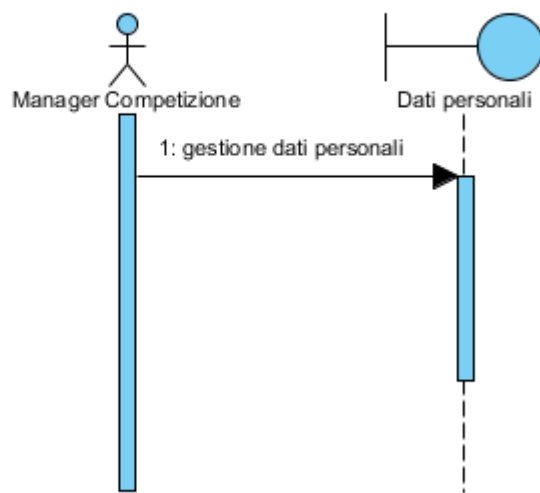 Manager Competizione
Dati personali
1: gestione dati personali